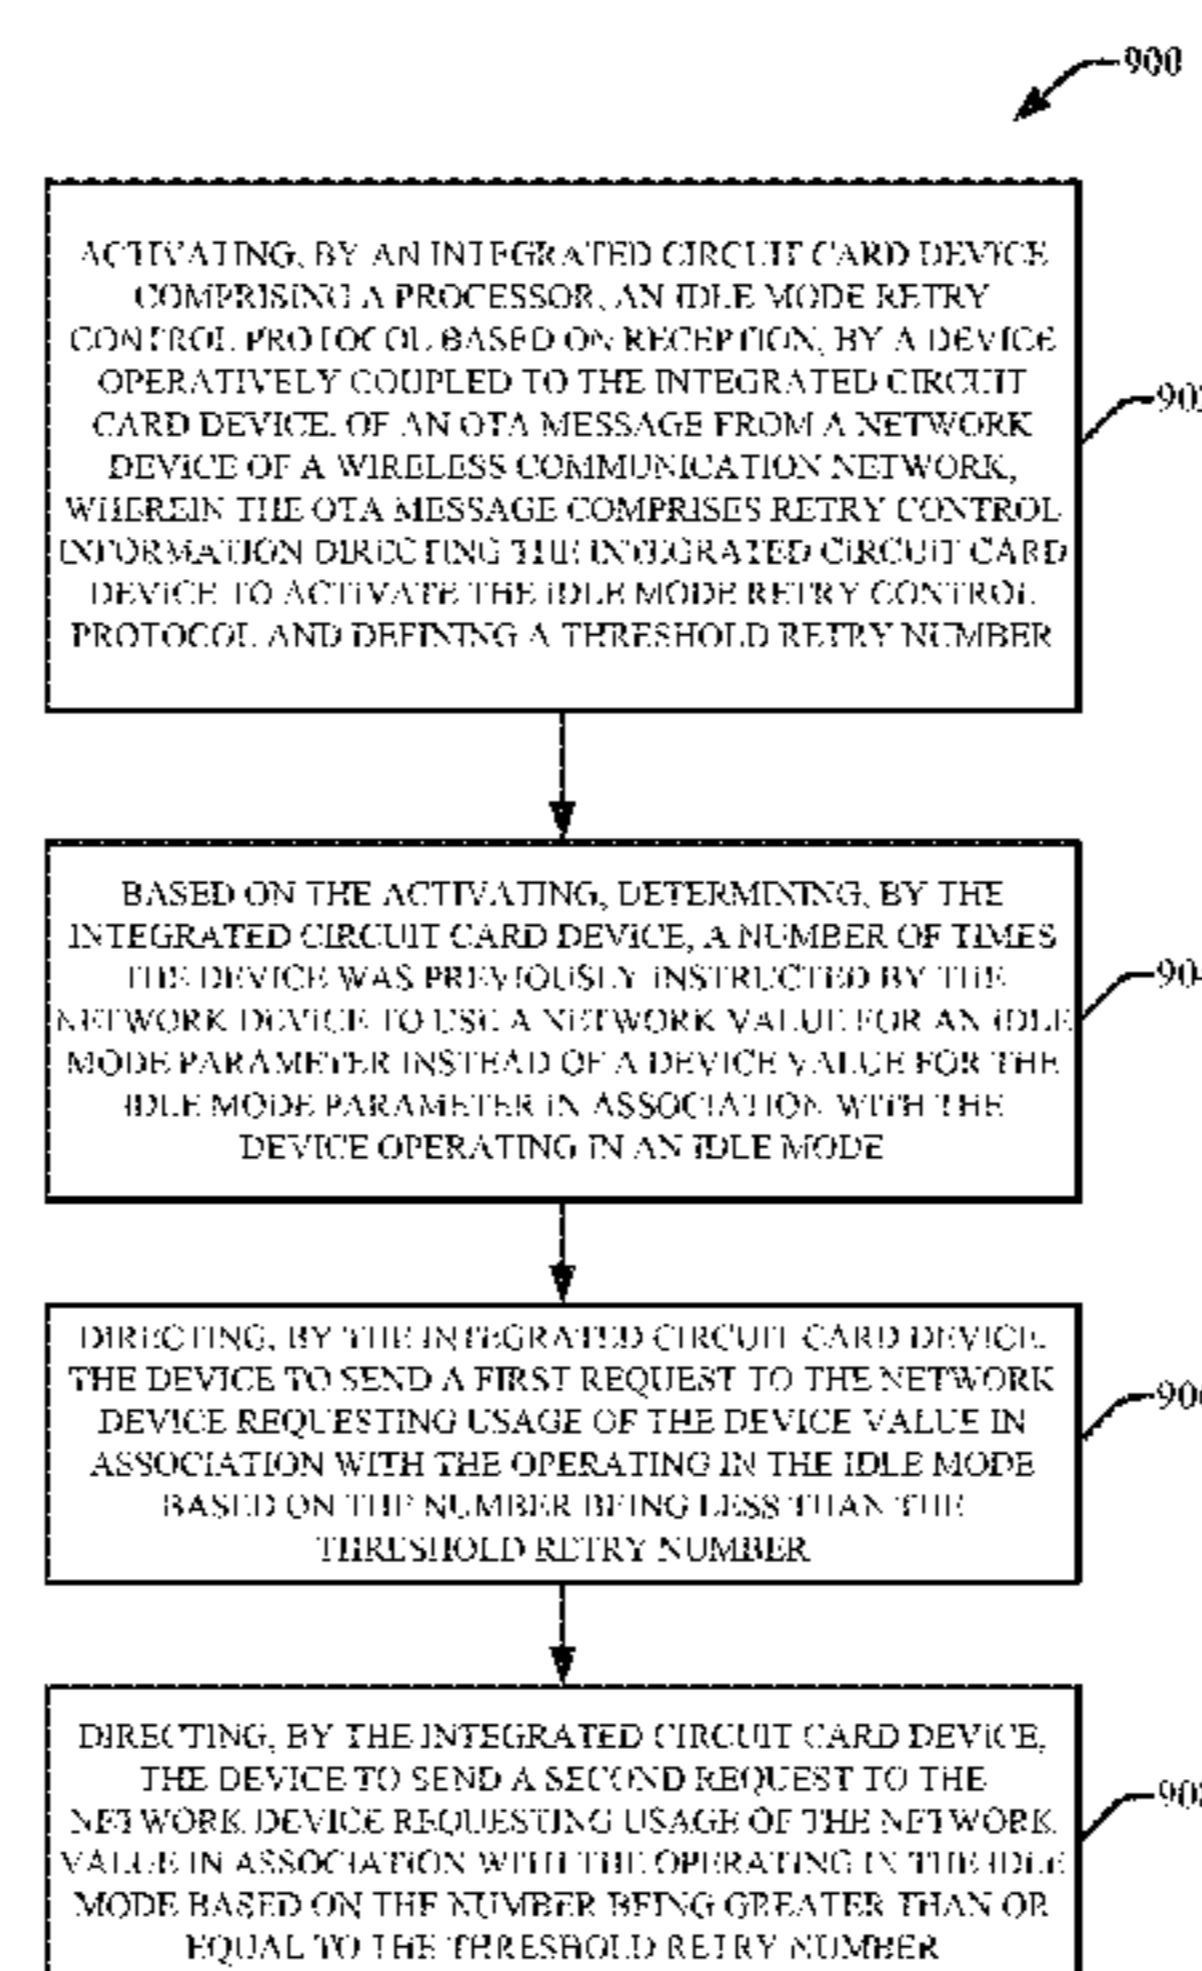 900
ACTIVATING, BY AN INTEGRATED CIRCUIT CARD DEVICE
COMPRISING A PROCESSOR, AN IDLE MODE RETRY
CONTROL PROTOCOL BASED ON RECEPTION, BY A DEVICE
OPERATIVELY COUPLED TO THE INTEGRATED CIRCUIT
CARD DEVICE, OF AN OTA MESSAGE FROM A NETWORK
DEVICE OF A WIRELESS COMMUNICATION NETWORK,
WHEREIN THE OTA MESSAGE COMPRISES RETRY CONTROL
INFORMATION DIRECTING THE INTEGRATED CIRCUIT CARD
DEVICE TO ACTIVATE THE IDLE MODE RETRY CONTROL
PROTOCOL AND DEFINING A THRESHOLD RETRY NUMBER
BASED ON THE ACTIVATING, DETERMINING, BY THE
INTEGRATED CIRCUIT CARD DEVICE, A NUMBER OF TIMES
THE DEVICE WAS PREVIOUSLY INSTRUCTED BY THE
NETWORK DEVICE TO USE A NETWORK VALUE FOR AN IDLE
MODE PARAMETER INSTEAD OF A DEVICE VALUE FOR THE
IDLE MODE PARAMETER IN ASSOCIATION WITH THE
DEVICE OPERATING IN AN IDLE MODE
DIRECTING, BY THE INTEGRATED CIRCUIT CARD DEVICE,
THE DEVICE TO SEND A FIRST REQUEST TO THE NETWORK
DEVICE REQUESTING USAGE OF THE DEVICE VALUE IN
ASSOCIATION WITH THE OPERATING IN THE IDLE MODE
BASED ON THE NUMBER BEING LESS THAN THE
THRESHOLD RETRY NUMBER
DIRECTING, BY THE INTEGRATED CIRCUIT CARD DEVICE,
THE DEVICE TO SEND A SECOND REQUEST TO THE
NETWORK DEVICE REQUESTING USAGE OF THE NETWORK
VALUE IN ASSOCIATION WITH THE OPERATING IN THE IDLE
MODE BASED ON THE NUMBER BEING GREATER THAN OR
EQUAL TO THE THRESHOLD RETRY NUMBER